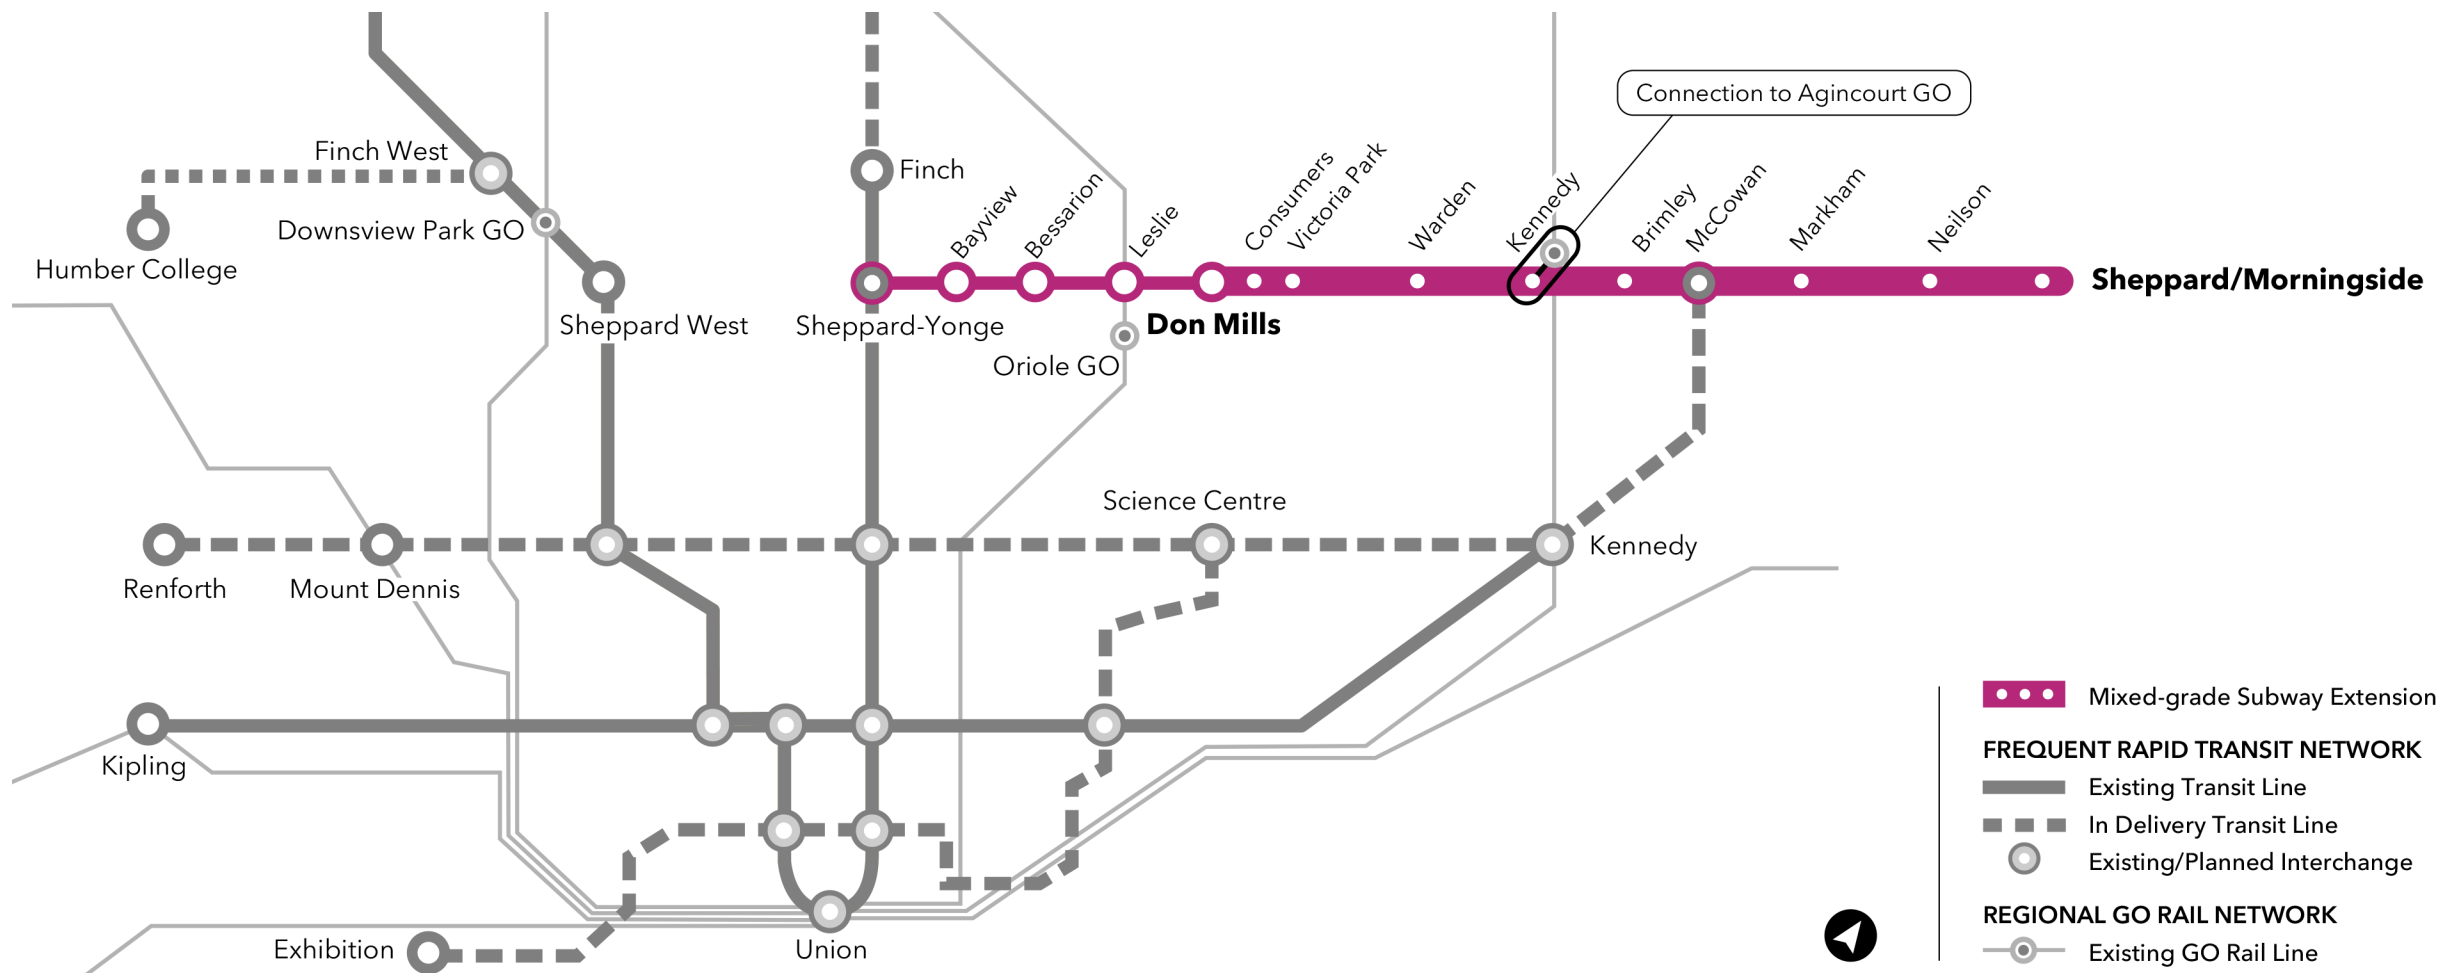 Connection to Agincourt GO
Finch West
Finch
Bayview
Bessarion
Leslie
Consumers
Victoria Park
Warden
Kennedy
Brimley
McCowan
Markham
Neilson
Downsview Park GO
Humber College
Sheppard/Morningside
Sheppard West
Sheppard-Yonge
Don Mills
Oriole GO
Science Centre
Kennedy
Renforth
Mount Dennis
Kipling
Exhibition
Union
Mixed-grade Subway Extension
FREQUENT RAPID TRANSIT NETWORK
Existing Transit Line
In Delivery Transit Line
Existing/Planned Interchange
REGIONAL GO RAIL NETWORK
Existing GO Rail Line